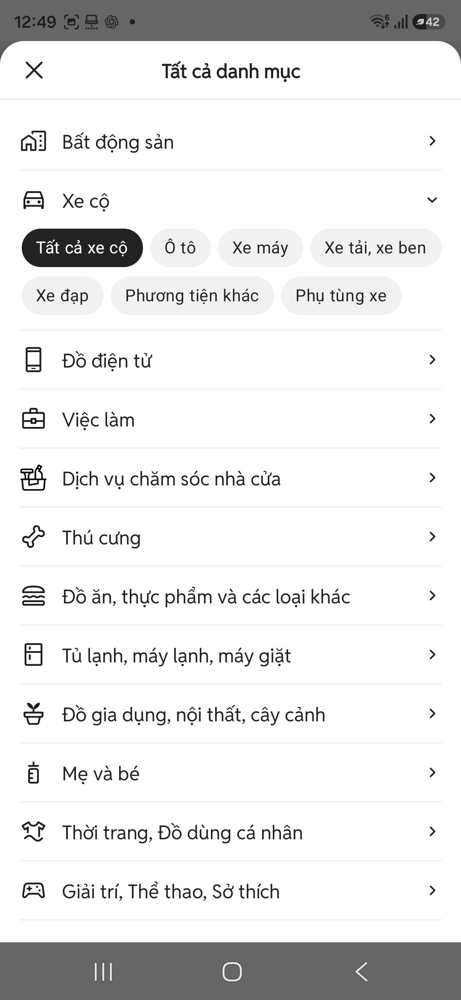 12:49
6
42
Tất cả danh mục
Bất động sản
Xe cộ
Tất cả xe cộ
Ô tô
Xe máy
Xe tải, xe ben
Xe đạp
Phương tiện khác
Phụ tùng xe
Đồ điện tử
Việc làm
Dịch vụ chăm sóc nhà cửa
Thú cưng
Đồ ăn, thực phẩm và các loại khác
Tủ lạnh, máy lạnh, máy giặt
Đồ gia dụng, nội thất, cây cảnh
Mẹ và bé
Thời trang, Đồ dùng cá nhân
Giải trí, Thể thao, Sở thích